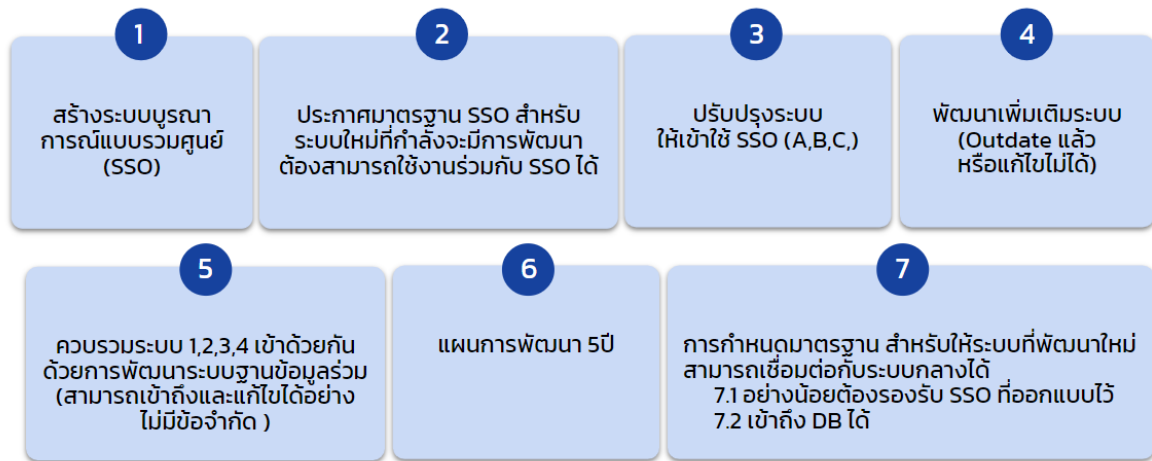 1
สร้างระบบบูรณา
การณ์แบบรวมศูนย์
(SSO)
2
ประกาศมาตรฐาน SSO สำหรับ
ระบบใหม่ที่กำลังจะมีการพัฒนา
ต้องสามารถใช้งานร่วมกับ SSO ได้
3
ปรับปรุงระบบ
ให้เข้าใช้ SSO (A,B,C,)
4
พัฒนาเพิ่มเติมระบบ
(Outdate แล้ว
หรือแก้ไขไม่ได้)
5
ควบรวมระบบ 1,2,3,4 เข้าด้วยกัน
ด้วยการพัฒนาระบบฐานข้อมูลร่วม
(สามารถเข้าถึงและแก้ไขได้อย่าง
ไม่มีข้อจำกัด )
6
แผนการพัฒนา 5ปี
7
การกำหนดมาตรฐาน สำหรับให้ระบบที่พัฒนาใหม่
สามารถเชื่อมต่อกับระบบกลางได้
7.1 อย่างน้อยต้องรองรับ SSO ที่ออกแบบไว้
7.2 เข้าถึง DB ได้